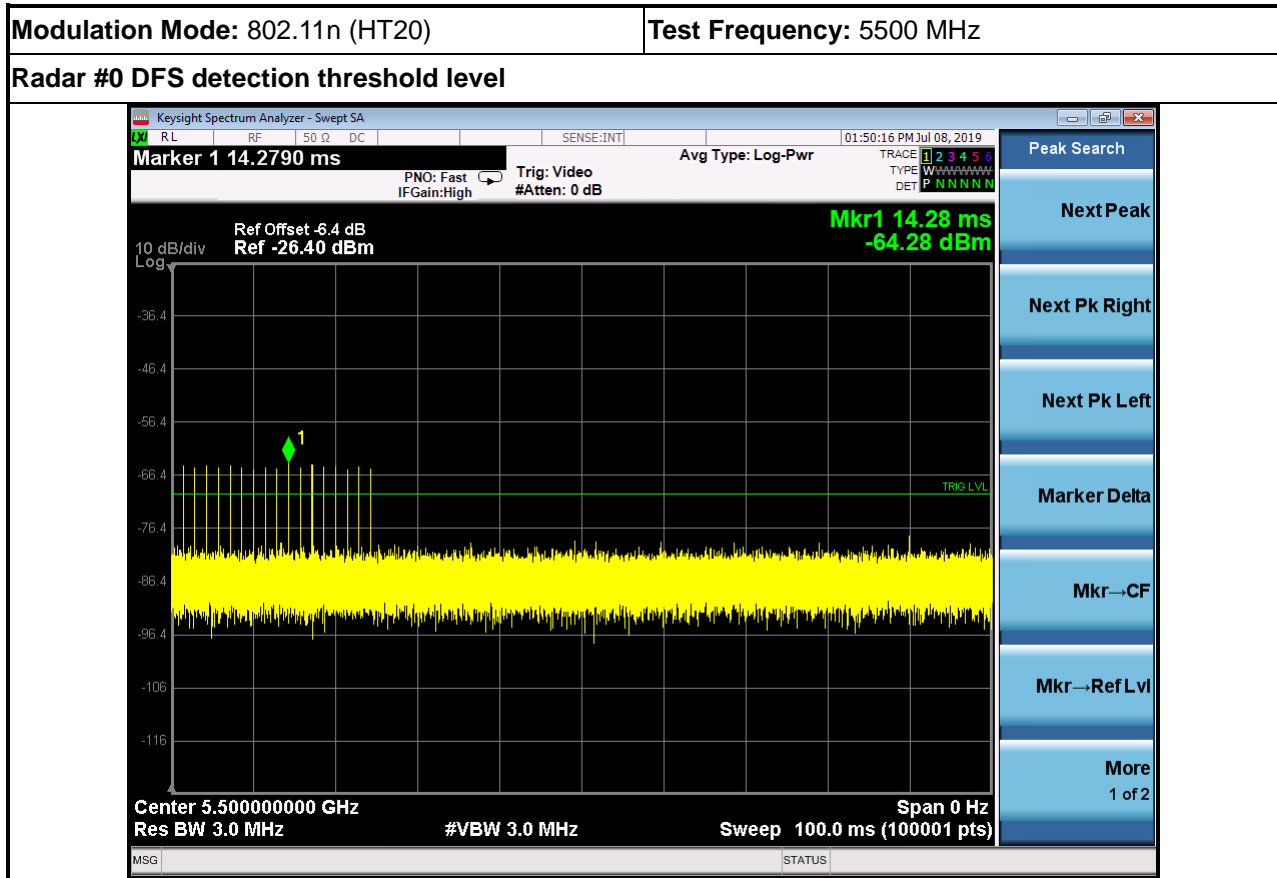 Modulation Mode: 802.11n (HT20) Test Frequency: 5500 MHz
Radar #0 DFS detection threshold level
Keysight Spectrum Analyzer - Swept SA
LXI RL RF 50 Ω DC SENSE:INT 01:50:16 PM Jul 08, 2019
Marker 1 14.2790 ms
PNO: Fast
IFGain:High
Trig: Video
#Atten: 0 dB
Avg Type: Log-Pwr
TRACE 1 2 3 4 5 6
TYPE WWWWWW
DET P N N N N N
Peak Search
Ref Offset -6.4 dB
10 dB/div Ref -26.40 dBm
Log
Mkr1 14.28 ms
-64.28 dBm
-36.4
-46.4
-56.4
-66.4
-76.4
-86.4
-96.4
-106
-116
1
TRIG LVL
Next Peak
Next Pk Right
Next Pk Left
Marker Delta
Mkr→CF
Mkr→Ref Lvl
More
1 of 2
Center 5.500000000 GHz Span 0 Hz
Res BW 3.0 MHz #VBW 3.0 MHz Sweep 100.0 ms (100001 pts)
MSG STATUS